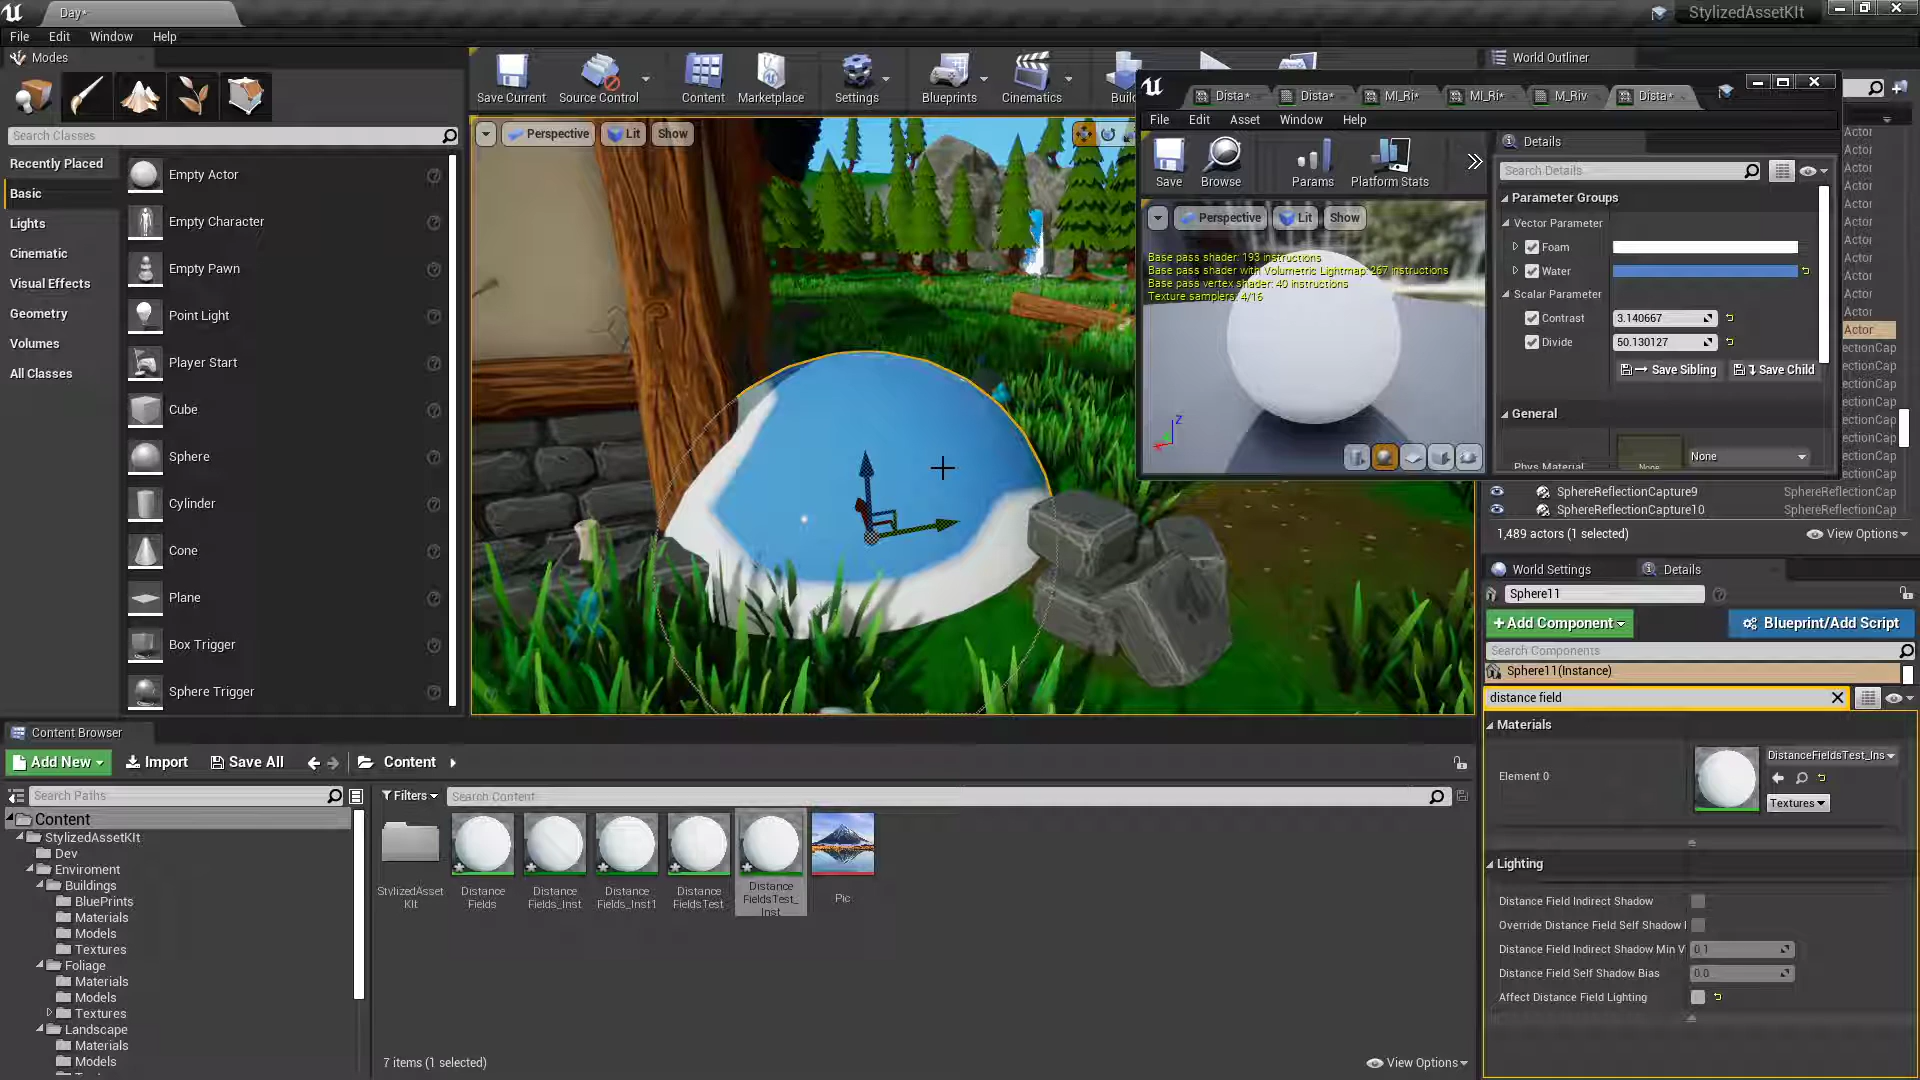 Day*
StylizedAssetKIt
File Edit Window Help
Modes
Search Classes
Recently Placed
Basic
Lights
Cinematic
Visual Effects
Geometry
Volumes
All Classes
Empty Actor
Empty Character
Empty Pawn
Point Light
Player Start
Cube
Sphere
Cylinder
Cone
Plane
Box Trigger
Sphere Trigger
Save Current
Source Control
Content
Marketplace
Settings
Blueprints
Cinematics
Build
Perspective
Lit
Show
World Outliner
Dista*
Dista*
MI_Ri*
MI_Ri*
M_Riv
Dista*
File Edit Asset Window Help
Save
Browse
Params
Platform Stats
Perspective
Lit
Show
Base pass shader: 193 instructions
Base pass shader with Volumetric Lightmap: 267 instructions
Base pass vertex shader: 40 instructions
Texture samplers: 4/16
Z
Details
Search Details
Parameter Groups
Vector Parameter
Foam
Water
Scalar Parameter
Contrast 3.140667
Divide 50.130127
Save Sibling
Save Child
General
Phys Material
None
None
Actor
Actor
Actor
Actor
Actor
Actor
Actor
Actor
Actor
Actor
Actor
Actor
ectionCap
ectionCap
ectionCap
ectionCap
ectionCap
ectionCap
ectionCap
SphereReflectionCapture9 SphereReflectionCap
SphereReflectionCapture10 SphereReflectionCap
1,489 actors (1 selected)
View Options
World Settings
Details
Sphere11
+Add Component
Blueprint/Add Script
Search Components
Sphere11(Instance)
distance field
Materials
Element 0
DistanceFieldsTest_Ins
Textures
Lighting
Distance Field Indirect Shadow
Override Distance Field Self Shadow
Distance Field Indirect Shadow Min V 0.1
Distance Field Self Shadow Bias 0.0
Affect Distance Field Lighting
Content Browser
Add New
Import
Save All
Content
Search Paths
Filters
Search Content
Content
StylizedAssetKIt
Dev
Enviroment
Buildings
BluePrints
Materials
Models
Textures
Foliage
Materials
Models
Textures
Landscape
Materials
Models
StylizedAsset
KIt
Distance
Fields
Distance
Fields_Inst
Distance
Fields_Inst1
Distance
FieldsTest
Distance
FieldsTest_
Inst
Pic
7 items (1 selected)
View Options